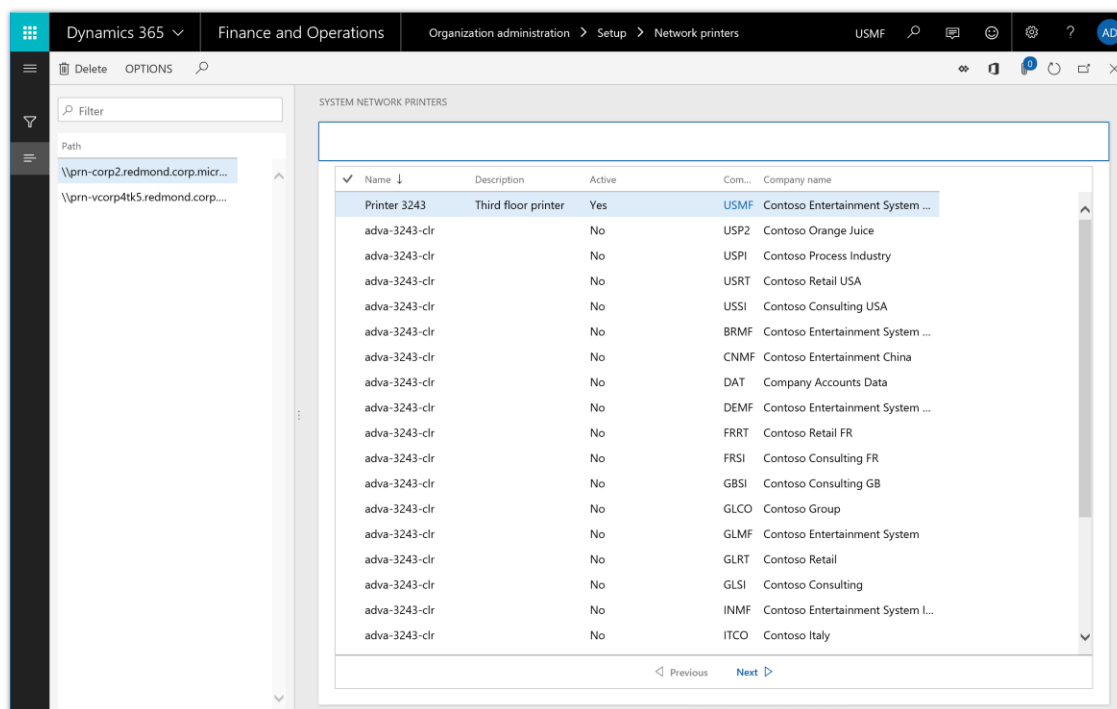 Dynamics 365 Finance and Operations Organization administration > Setup > Network printers USMF ? AD
Delete OPTIONS 0
Filter
Path
\\prn-corp2.redmond.corp.micr...
\\prn-vcorp4tk5.redmond.corp....
SYSTEM NETWORK PRINTERS
Name ↓ Description Active Com... Company name
Printer 3243 Third floor printer Yes USMF Contoso Entertainment System ...
adva-3243-clr No USP2 Contoso Orange Juice
adva-3243-clr No USPI Contoso Process Industry
adva-3243-clr No USRT Contoso Retail USA
adva-3243-clr No USSI Contoso Consulting USA
adva-3243-clr No BRMF Contoso Entertainment System ...
adva-3243-clr No CNMF Contoso Entertainment China
adva-3243-clr No DAT Company Accounts Data
adva-3243-clr No DEMF Contoso Entertainment System ...
adva-3243-clr No FRRT Contoso Retail FR
adva-3243-clr No FRSI Contoso Consulting FR
adva-3243-clr No GBSI Contoso Consulting GB
adva-3243-clr No GLCO Contoso Group
adva-3243-clr No GLMF Contoso Entertainment System
adva-3243-clr No GLRT Contoso Retail
adva-3243-clr No GLSI Contoso Consulting
adva-3243-clr No INMF Contoso Entertainment System I...
adva-3243-clr No ITCO Contoso Italy
Previous Next